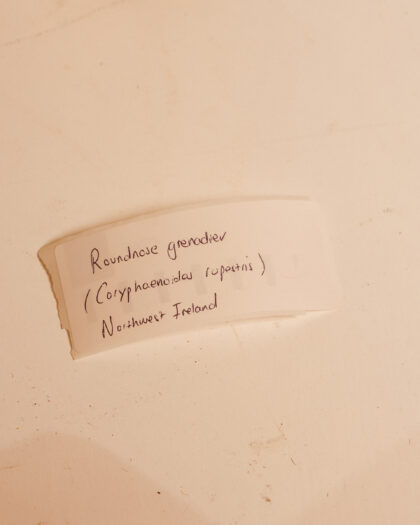 Roundnose grenadier
(Coryphaenoides rupestris)
Northwest Ireland